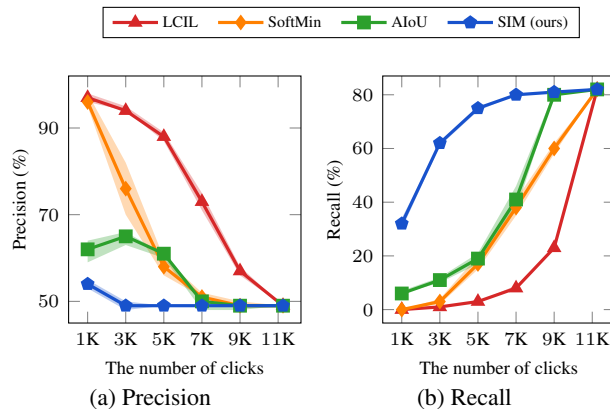 LCIL SoftMin AIoU SIM (ours)
90
70
50
Precision (%)
1K 3K 5K 7K 9K 11K
The number of clicks
(a) Precision
80
60
40
20
0
Recall (%)
1K 3K 5K 7K 9K 11K
The number of clicks
(b) Recall